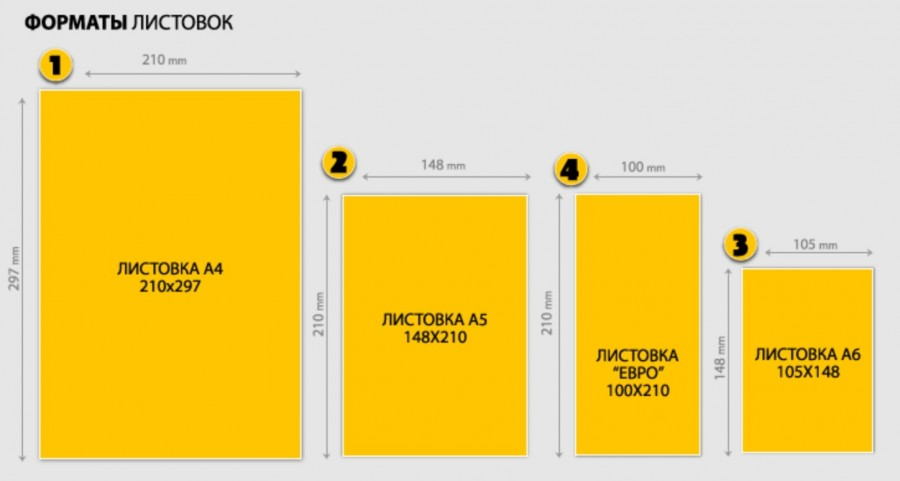 ФОРМАТЫ ЛИСТОВОК
1
210 mm
297 mm
ЛИСТОВКА А4
210x297
2
148 mm
210 mm
ЛИСТОВКА А5
148X210
4
100 mm
210 mm
ЛИСТОВКА
“ЕВРО”
100X210
3
105 mm
148 mm
ЛИСТОВКА А6
105X148